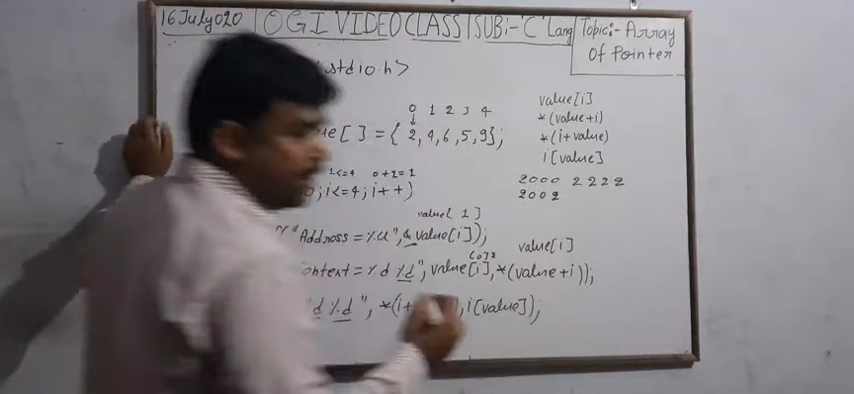 16 July 020 OGI VIDEO CLASS SUB:- "C" Lang Topic:- Array
Of Pointer
stdio.h>
0 1 2 3 4
[ ] = { 2, 4, 6, 5, 9};
1<=4 0+1=1
;i<=4; i++)
value[ 1 ]
"Address = %u", & value[i]);
= %d %d", value[i], *(value+i));
%d", i[value]);
value[i]
*(value+i)
*(i+value)
i[value]
2000 2222
2002
value[i]